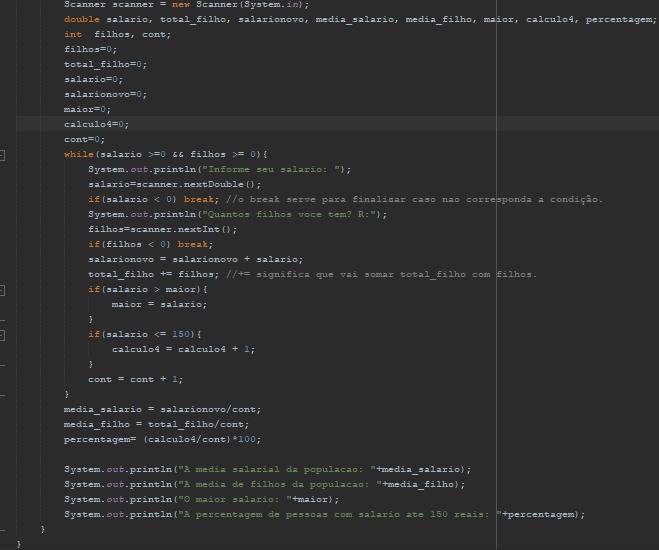 Scanner scanner = new Scanner(System.in);
double salario, total_filho, salarionovo, media_salario, media_filho, maior, calculo4, percentagem;
int  filhos, cont;
filhos=0;
total_filho=0;
salario=0;
salarionovo=0;
maior=0;
calculo4=0;
cont=0;
while(salario >=0 && filhos >= 0){
System.out.println("Informe seu salario: ");
salario=scanner.nextDouble();
if(salario < 0) break; //o break serve para finalizar caso nao corresponda a condição.
System.out.println("Quantos filhos voce tem? R:");
filhos=scanner.nextInt();
if(filhos < 0) break;
salarionovo = salarionovo + salario;
total_filho += filhos; //+= significa que vai somar total_filho com filhos.
if(salario > maior){
maior = salario;
}
if(salario <= 150){
calculo4 = calculo4 + 1;
}
cont = cont + 1;
}
media_salario = salarionovo/cont;
media_filho = total_filho/cont;
percentagem= (calculo4/cont)*100;
System.out.println("A media salarial da populacao: "+media_salario);
System.out.println("A media de filhos da populacao: "+media_filho);
System.out.println("O maior salario: "+maior);
System.out.println("A percentagem de pessoas com salario ate 150 reais: "+percentagem);
}
}